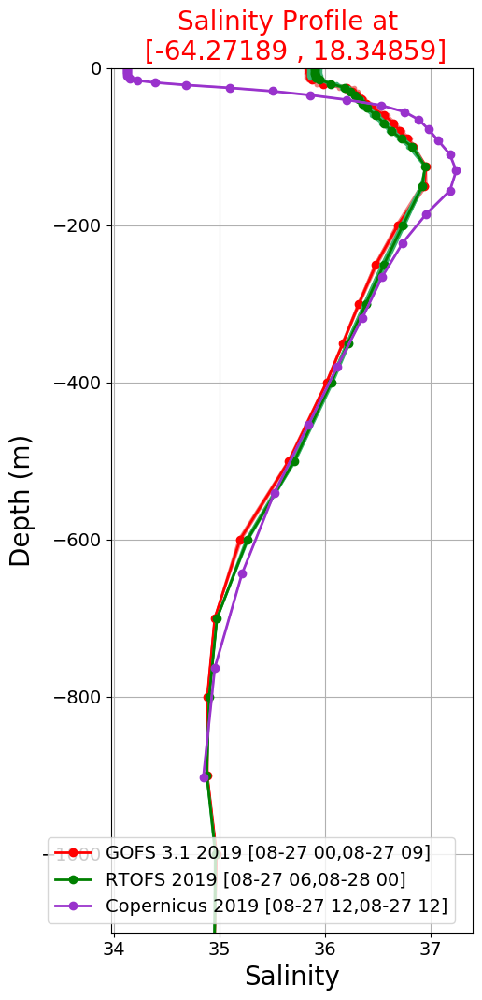 Salinity Profile at
[-64.27189 , 18.34859]
0
−200
−400
−600
−800
−1000
Depth (m)
GOFS 3.1 2019 [08-27 00,08-27 09]
RTOFS 2019 [08-27 06,08-28 00]
Copernicus 2019 [08-27 12,08-27 12]
34 35 36 37
Salinity